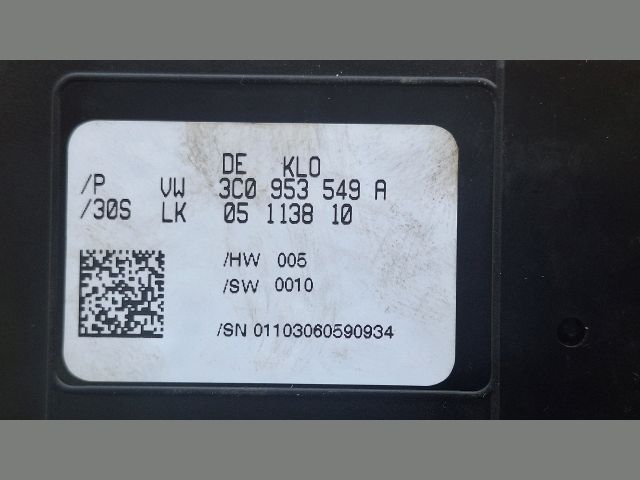 DE KLO
/P VW 3C0 953 549 A
/30S LK 05 1138 10
/HW 005
/SW 0010
/SN 01103060590934